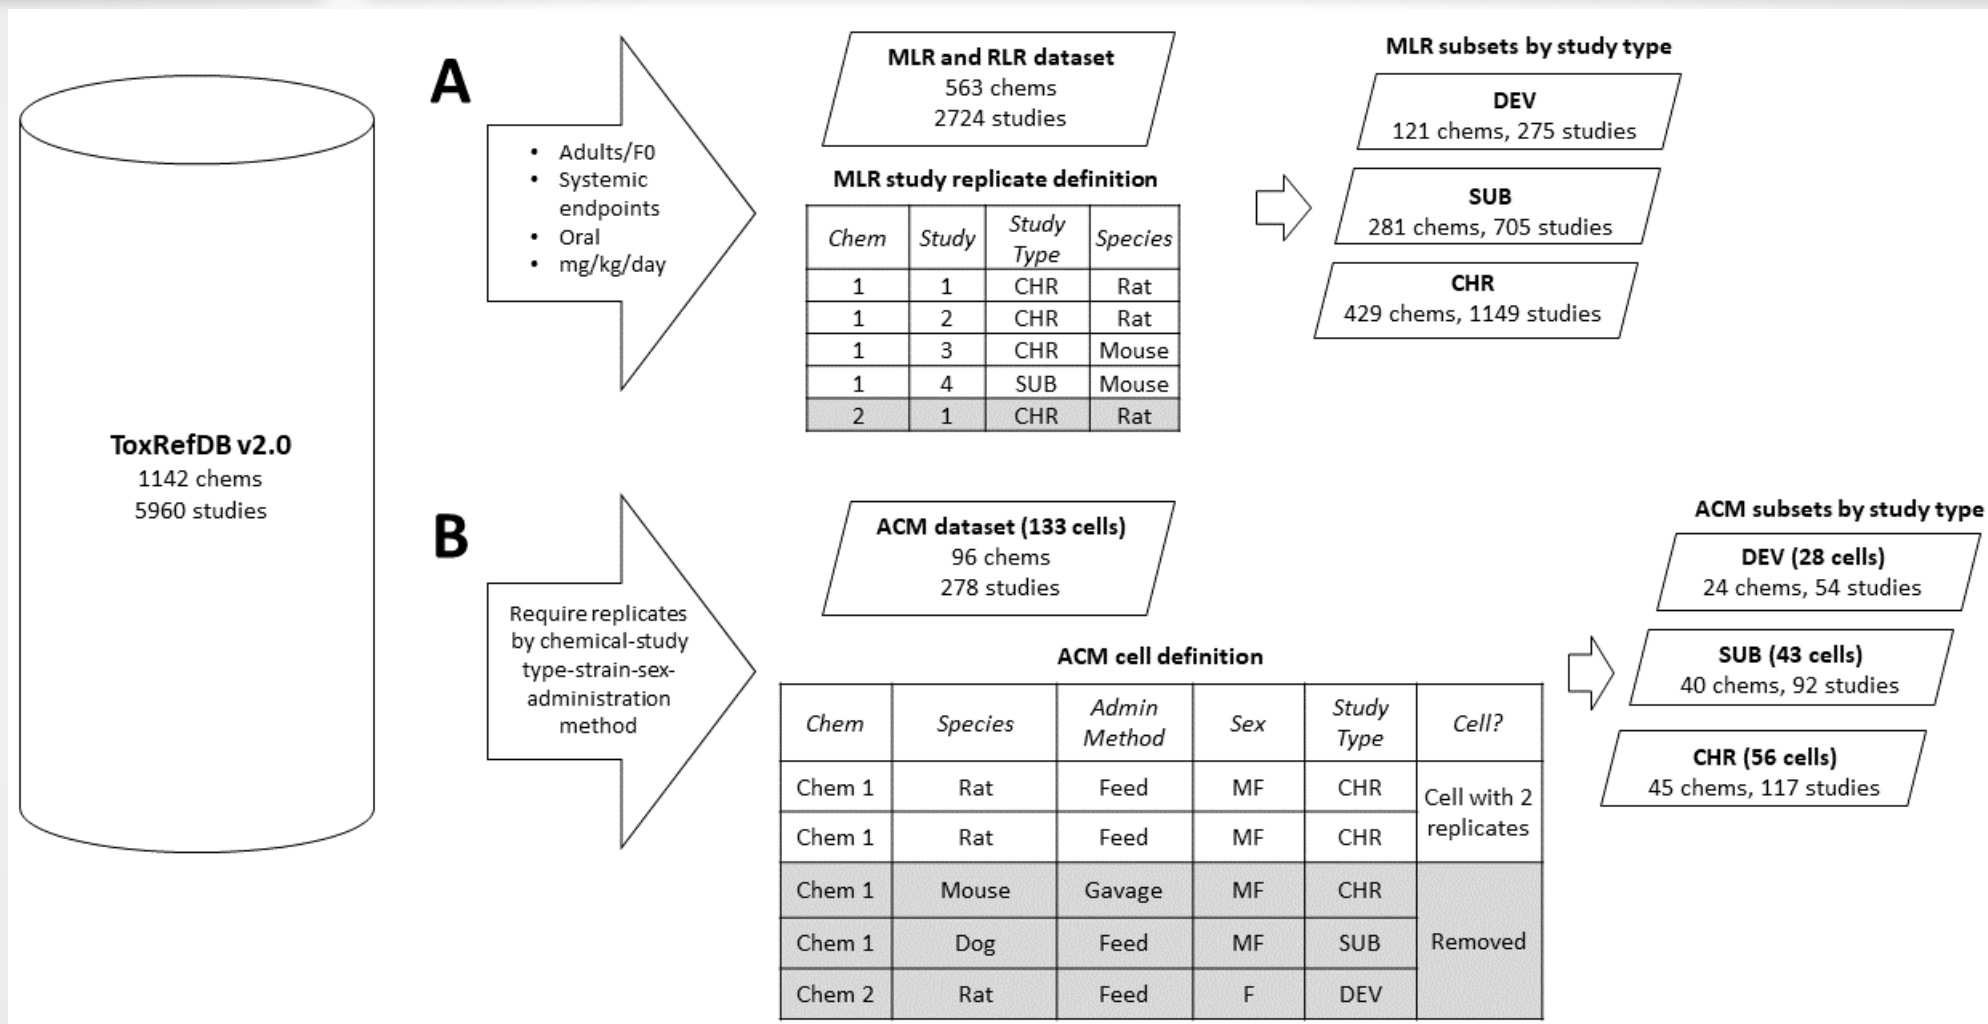 ToxRefDB v2.0
1142 chems
5960 studies
A
• Adults/F0
• Systemic
endpoints
• Oral
• mg/kg/day
MLR and RLR dataset
563 chems
2724 studies
MLR study replicate definition
Chem Study Study Type Species
1 1 CHR Rat
1 2 CHR Rat
1 3 CHR Mouse
1 4 SUB Mouse
2 1 CHR Rat
MLR subsets by study type
DEV
121 chems, 275 studies
SUB
281 chems, 705 studies
CHR
429 chems, 1149 studies
B
Require replicates
by chemical-study
type-strain-sex-
administration
method
ACM dataset (133 cells)
96 chems
278 studies
ACM cell definition
Chem Species Admin Method Sex Study Type Cell?
Chem 1 Rat Feed MF CHR
Chem 1 Rat Feed MF CHR
Cell with 2
replicates
Chem 1 Mouse Gavage MF CHR
Chem 1 Dog Feed MF SUB
Removed
Chem 2 Rat Feed F DEV
ACM subsets by study type
DEV (28 cells)
24 chems, 54 studies
SUB (43 cells)
40 chems, 92 studies
CHR (56 cells)
45 chems, 117 studies